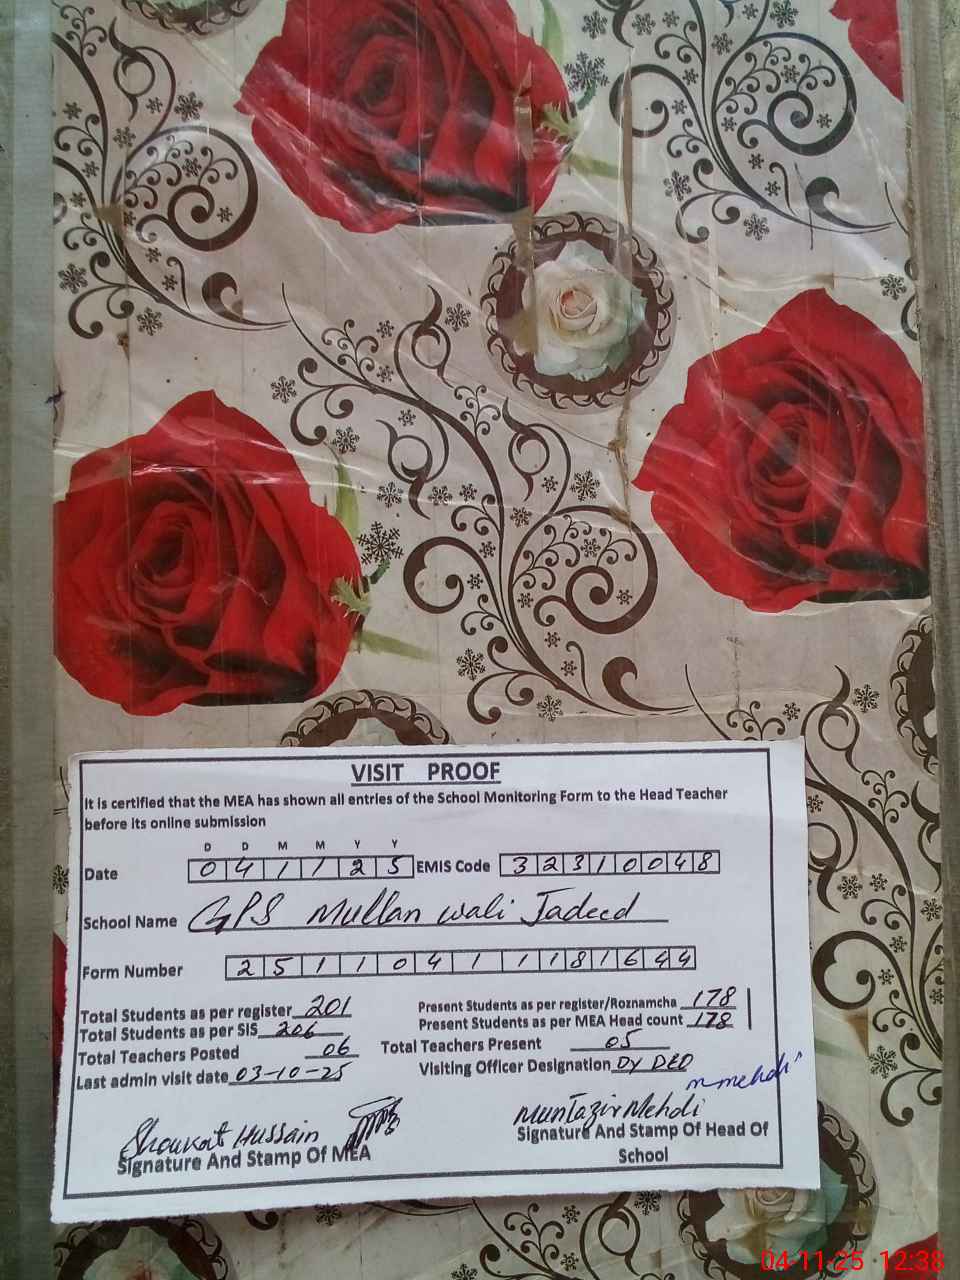 VISIT PROOF
It is certified that the MEA has shown all entries of the School Monitoring Form to the Head Teacher
before its online submission
D D M M Y Y
Date 0 4 1 1 2 5 EMIS Code 3 2 3 1 0 0 4 8
School Name GPS Mullan wali Jadeed
Form Number 2 5 1 1 0 4 1 1 1 8 1 6 4 4
Total Students as per register 201 Present Students as per register/Roznamcha 178
Total Students as per SIS 206 Present Students as per MEA Head count 178
Total Teachers Posted 06 Total Teachers Present 05
Last admin visit date 03-10-25 Visiting Officer Designation Dy DEO
m mehdi
Shoukat Hussain MunTazir Mehdi
Signature And Stamp Of MEA Signature And Stamp Of Head Of
School
04-11-25 12:38